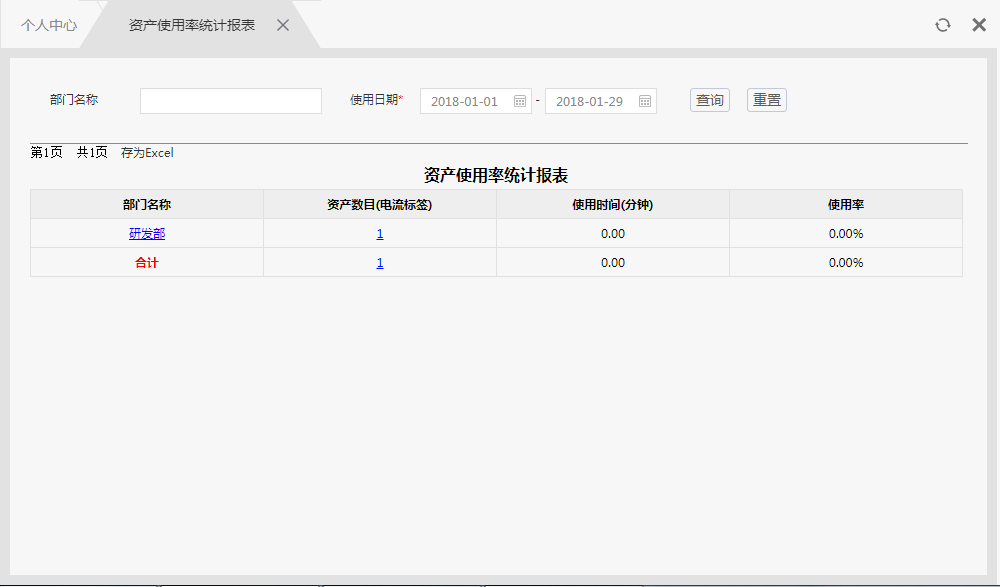 个人中心 资产使用率统计报表
部门名称 使用日期* 2018-01-01 - 2018-01-29 查询 重置
第1页 共1页 存为Excel
资产使用率统计报表
部门名称 资产数目(电流标签) 使用时间(分钟) 使用率
研发部 1 0.00 0.00%
合计 1 0.00 0.00%